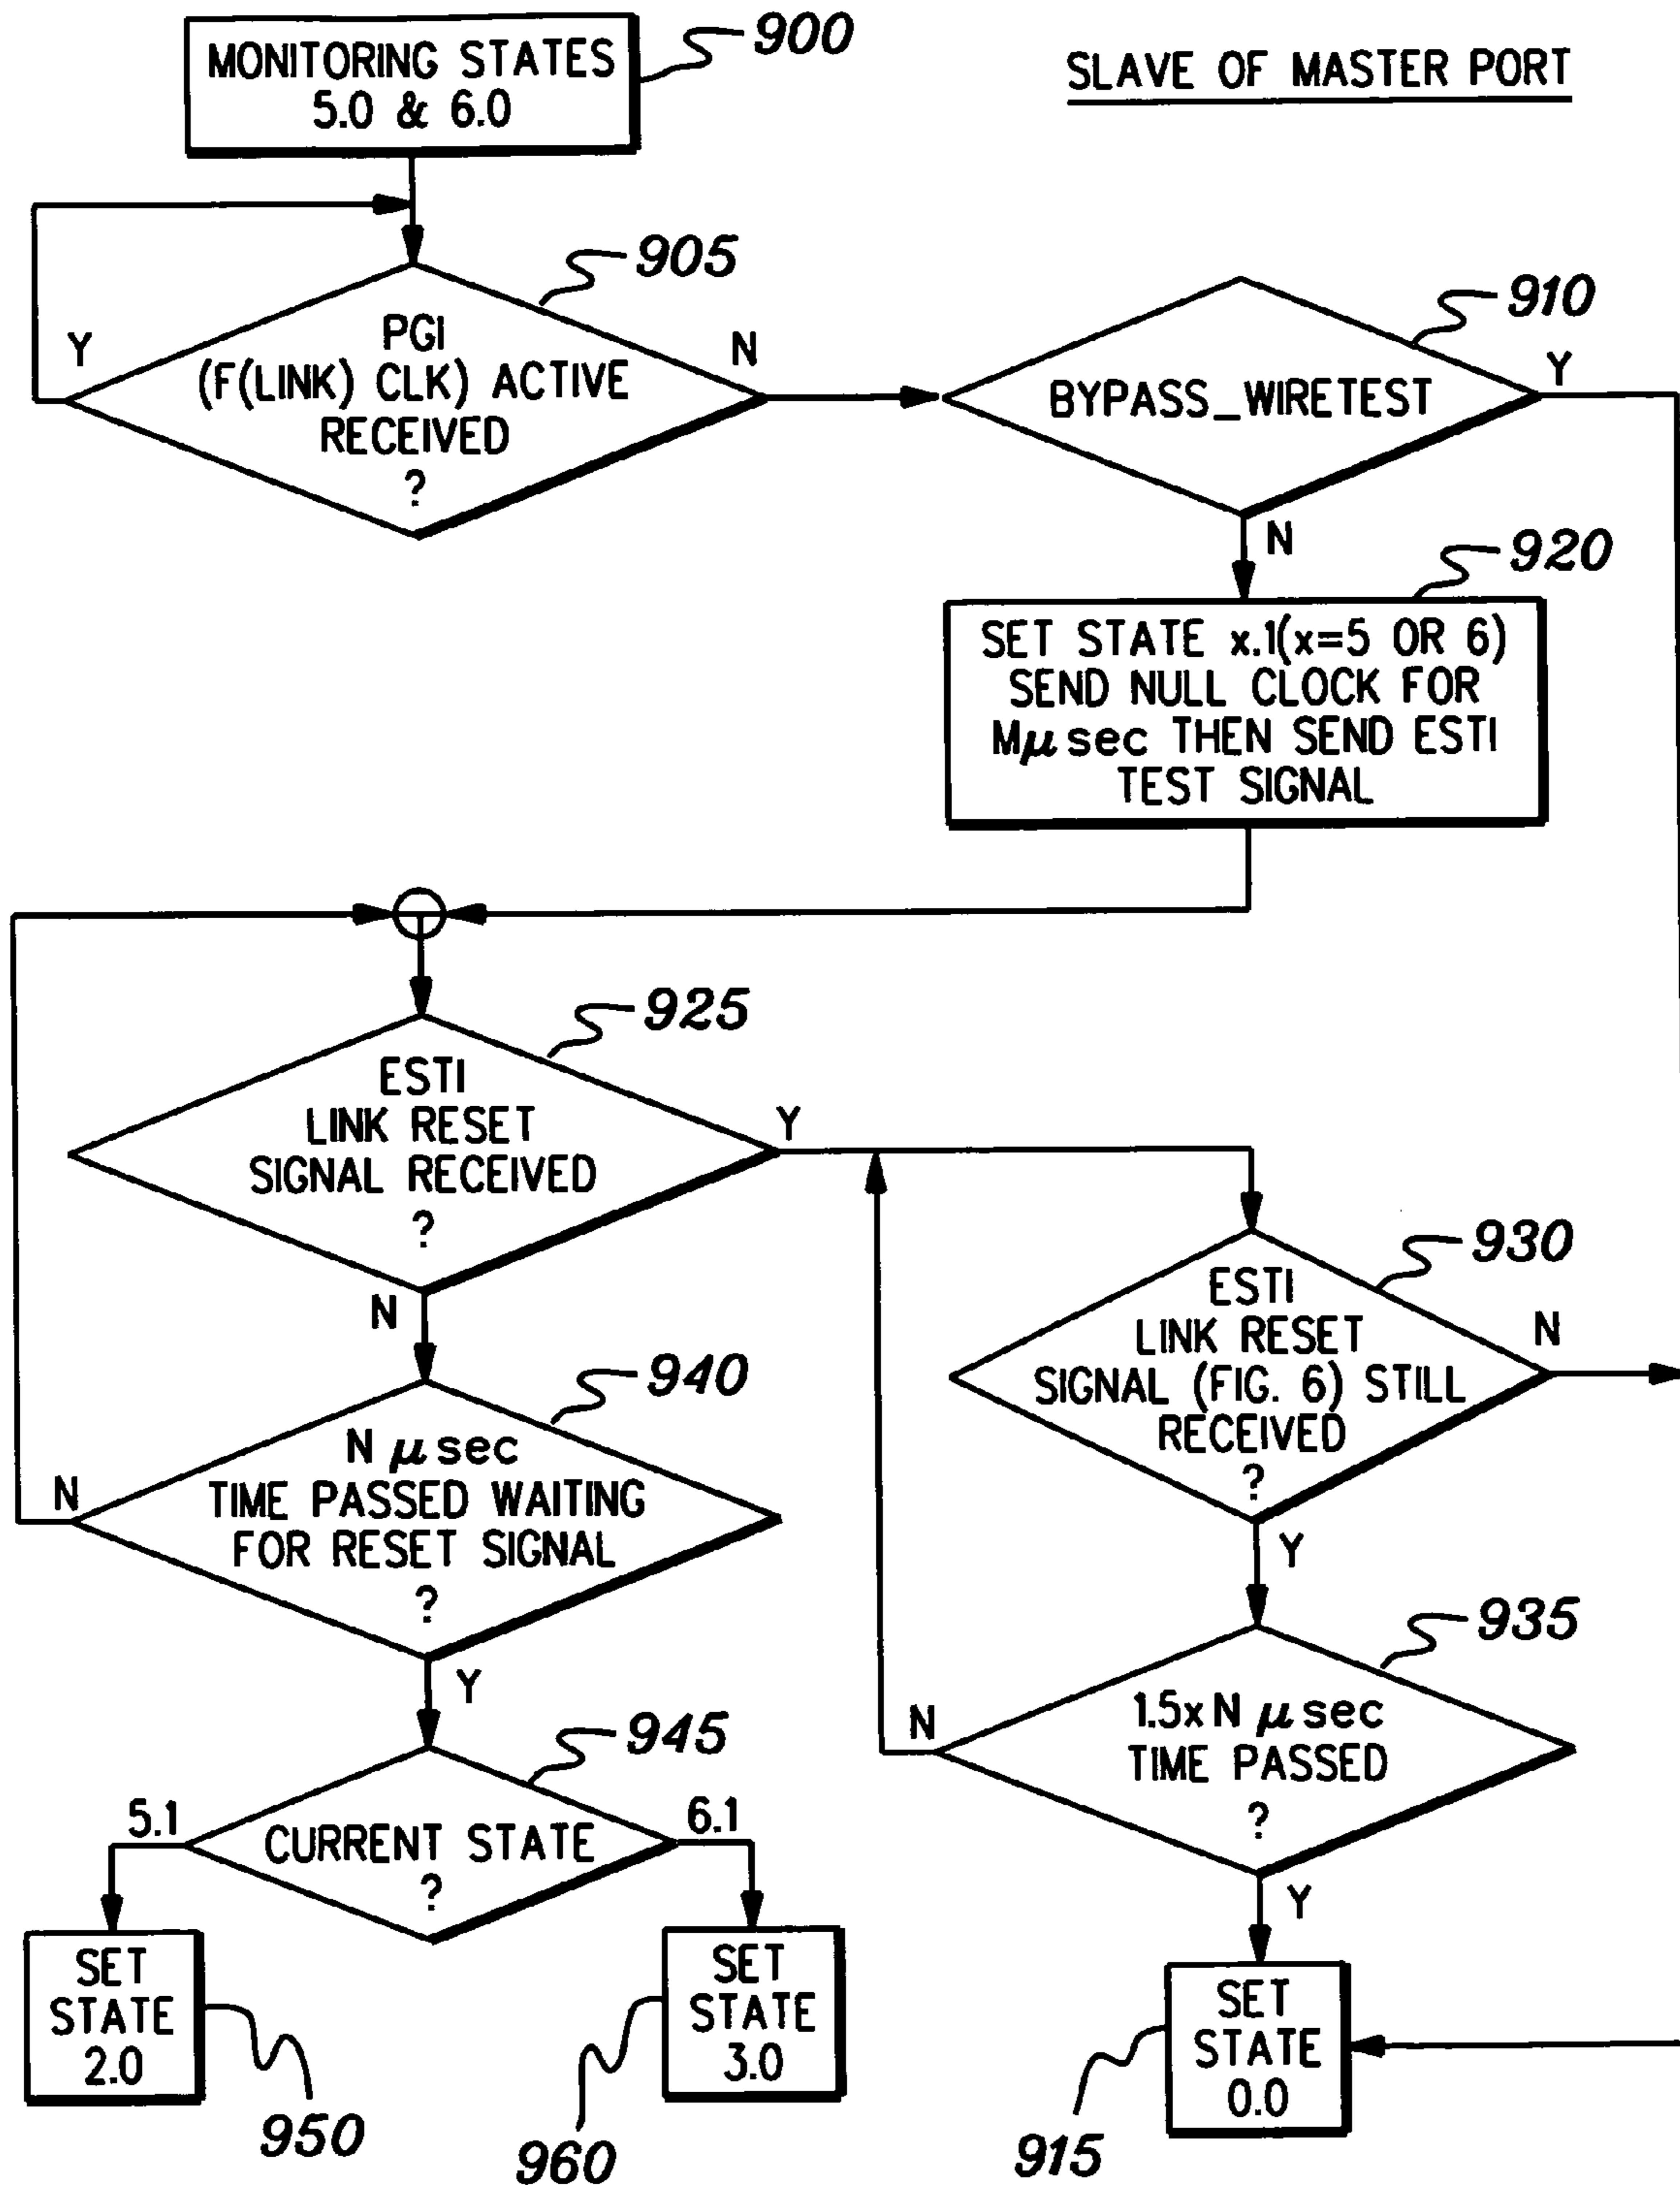 900
MONITORING STATES
5.0 & 6.0
SLAVE OF MASTER PORT
905
PGI
(F(LINK) CLK) ACTIVE
RECEIVED
?
Y
N
910
BYPASS_WIRETEST
Y
N
920
SET STATE x.1(x=5 OR 6)
SEND NULL CLOCK FOR
Mμsec THEN SEND ESTI
TEST SIGNAL
925
ESTI
LINK RESET
SIGNAL RECEIVED
?
Y
N
930
ESTI
LINK RESET
SIGNAL (FIG. 6) STILL
RECEIVED
?
N
Y
940
N μsec
TIME PASSED WAITING
FOR RESET SIGNAL
?
N
Y
935
1.5xN μsec
TIME PASSED
?
N
Y
945
CURRENT STATE
?
5.1
6.1
SET
STATE
2.0
950
SET
STATE
3.0
960
SET
STATE
0.0
915